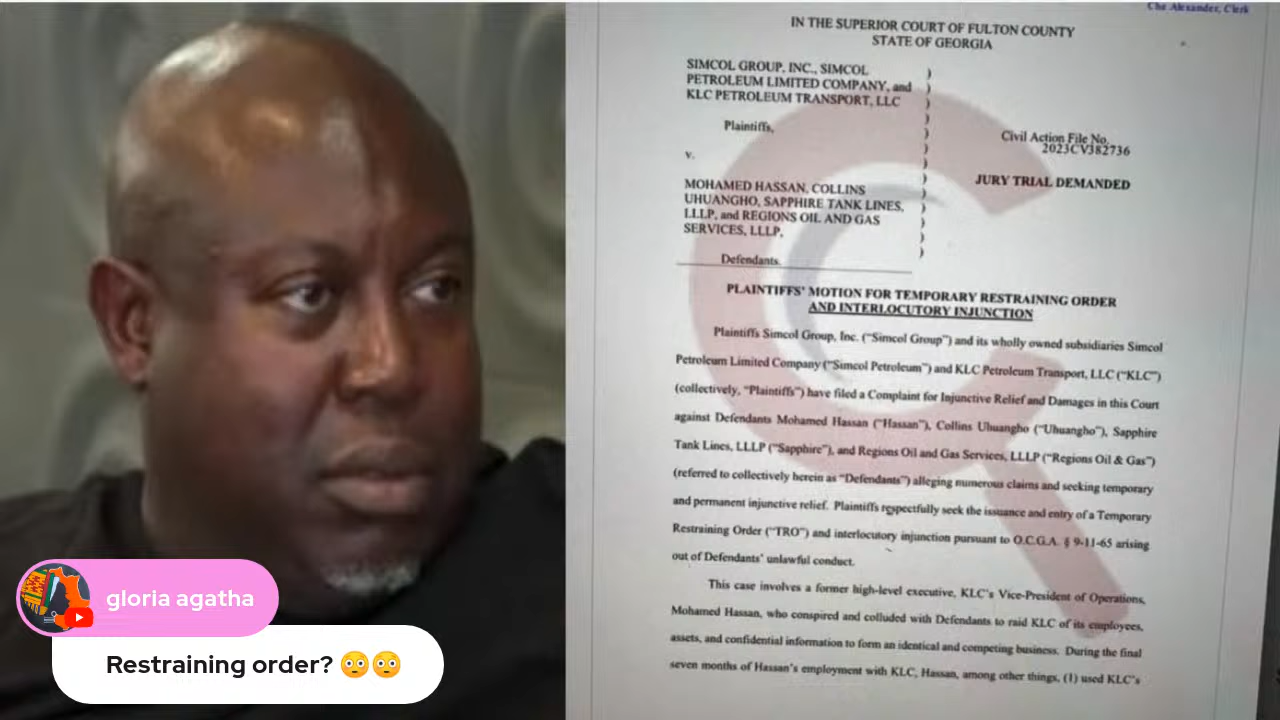 Che Alexander, Clerk
IN THE SUPERIOR COURT OF FULTON COUNTY
STATE OF GEORGIA
SIMCOL GROUP, INC., SIMCOL
PETROLEUM LIMITED COMPANY, and
KLC PETROLEUM TRANSPORT, LLC
Plaintiffs,
v.
MOHAMED HASSAN, COLLINS
UHUANGHO, SAPPHIRE TANK LINES,
LLLP, and REGIONS OIL AND GAS
SERVICES, LLLP,
Defendants.
)
)
)
)
)
)
)
)
)
)
)
)
)
Civil Action File No.
2023CV382736
JURY TRIAL DEMANDED
PLAINTIFFS' MOTION FOR TEMPORARY RESTRAINING ORDER
AND INTERLOCUTORY INJUNCTION
Plaintiffs Simcol Group, Inc. ("Simcol Group") and its wholly owned subsidiaries Simcol
Petroleum Limited Company ("Simcol Petroleum") and KLC Petroleum Transport, LLC ("KLC")
(collectively, "Plaintiffs") have filed a Complaint for Injunctive Relief and Damages in this Court
against Defendants Mohamed Hassan ("Hassan"), Collins Uhuangho ("Uhuangho"), Sapphire
Tank Lines, LLLP ("Sapphire"), and Regions Oil and Gas Services, LLLP ("Regions Oil & Gas")
(referred to collectively herein as "Defendants") alleging numerous claims and seeking temporary
and permanent injunctive relief. Plaintiffs respectfully seek the issuance and entry of a Temporary
Restraining Order ("TRO") and interlocutory injunction pursuant to O.C.G.A. § 9-11-65 arising
out of Defendants' unlawful conduct.
This case involves a former high-level executive, KLC's Vice-President of Operations,
Mohamed Hassan, who conspired and colluded with Defendants to raid KLC of its employees,
assets, and confidential information to form an identical and competing business. During the final
seven months of Hassan's employment with KLC, Hassan, among other things, (1) used KLC's
gloria agatha
Restraining order? 😳😳